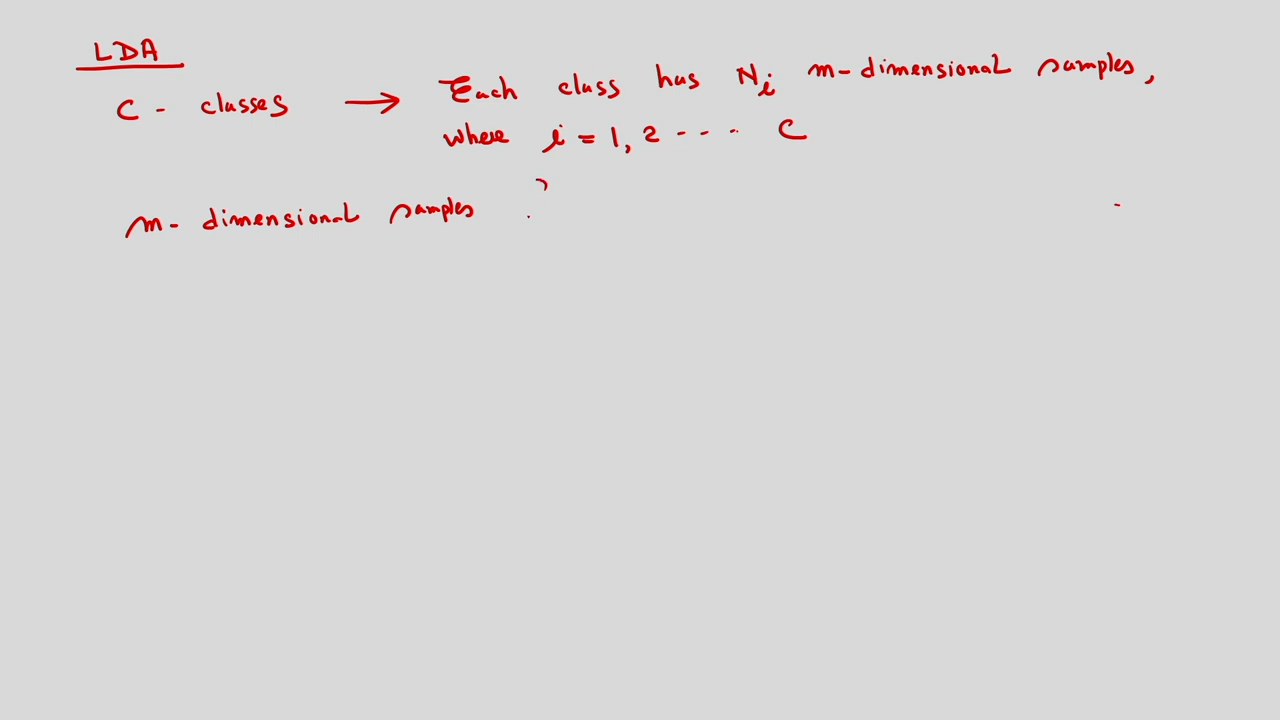 LDA
C - classes → Each class has Ni m-dimensional samples,
where i = 1, 2 - - - - C
m- dimensional samples